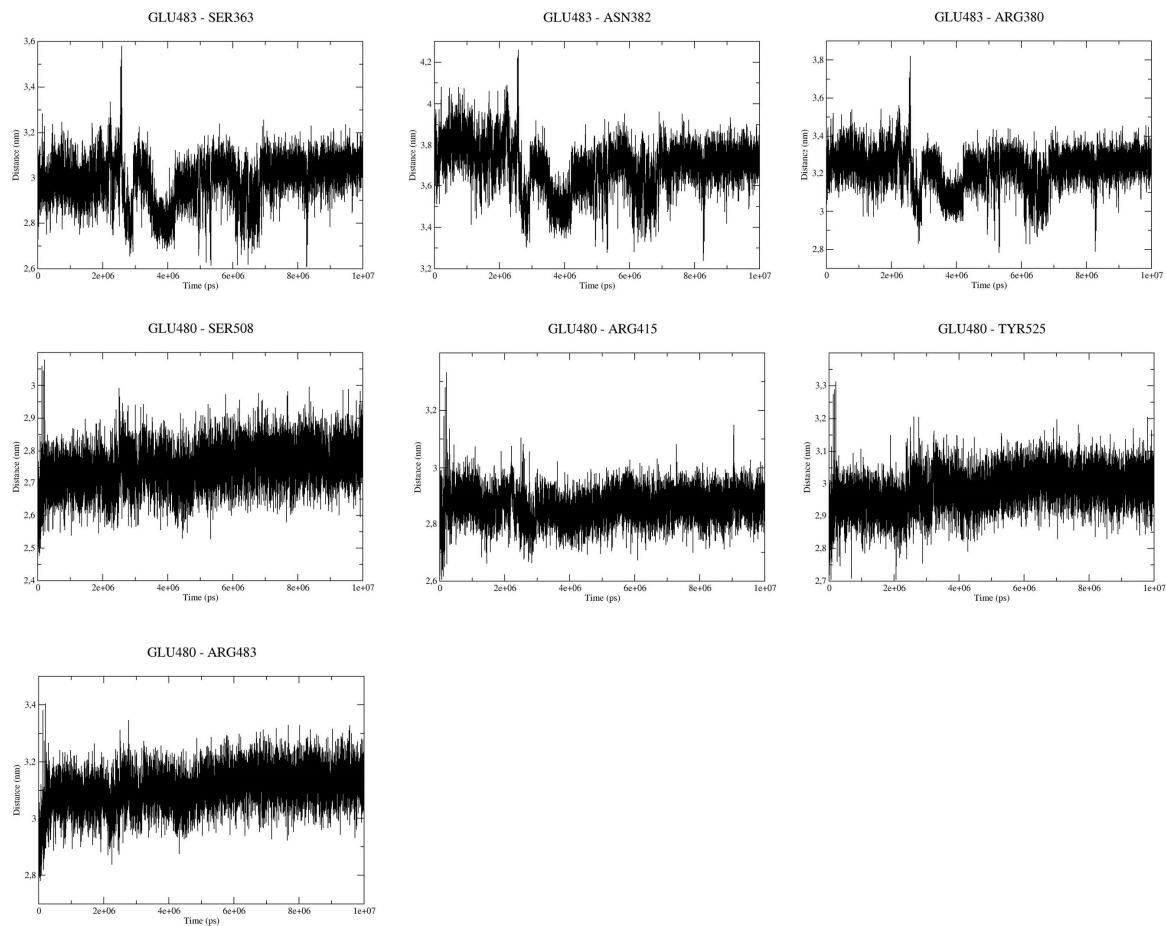 GLU483 - SER363
3,6
3,4
3,2
3
2,8
2,6
Distance (nm)
0 2e+06 4e+06 6e+06 8e+06 1e+07
Time (ps)
GLU483 - ASN382
4,2
4
3,8
3,6
3,4
3,2
Distance (nm)
0 2e+06 4e+06 6e+06 8e+06 1e+07
Time (ps)
GLU483 - ARG380
3,8
3,6
3,4
3,2
3
2,8
Distance (nm)
0 2e+06 4e+06 6e+06 8e+06 1e+07
Time (ps)
GLU480 - SER508
3
2,9
2,8
2,7
2,6
2,5
2,4
Distance (nm)
0 2e+06 4e+06 6e+06 8e+06 1e+07
Time (ps)
GLU480 - ARG415
3,2
3
2,8
2,6
Distance (nm)
0 2e+06 4e+06 6e+06 8e+06 1e+07
Time (ps)
GLU480 - TYR525
3,3
3,2
3,1
3
2,9
2,8
2,7
Distance (nm)
0 2e+06 4e+06 6e+06 8e+06 1e+07
Time (ps)
GLU480 - ARG483
3,4
3,2
3
2,8
Distance (nm)
0 2e+06 4e+06 6e+06 8e+06 1e+07
Time (ps)